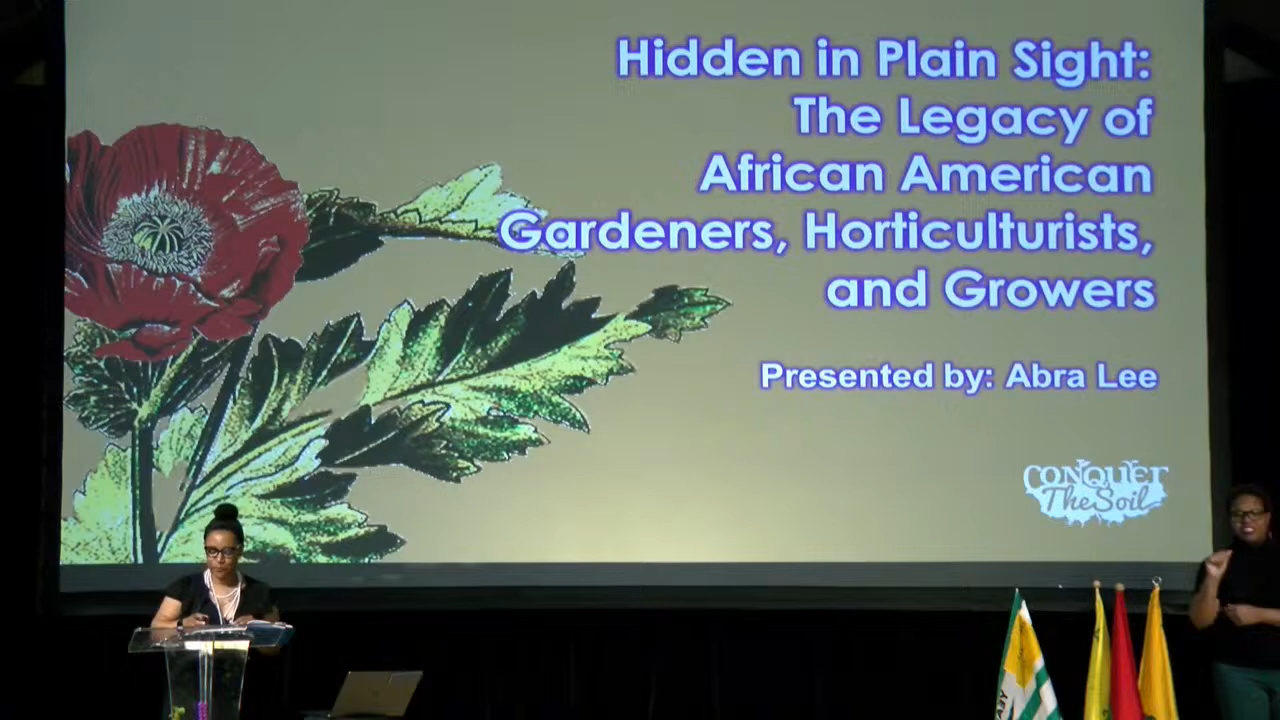 Hidden in Plain Sight:
The Legacy of
African American
Gardeners, Horticulturists,
and Growers
Presented by: Abra Lee
CONQUER
The Soil